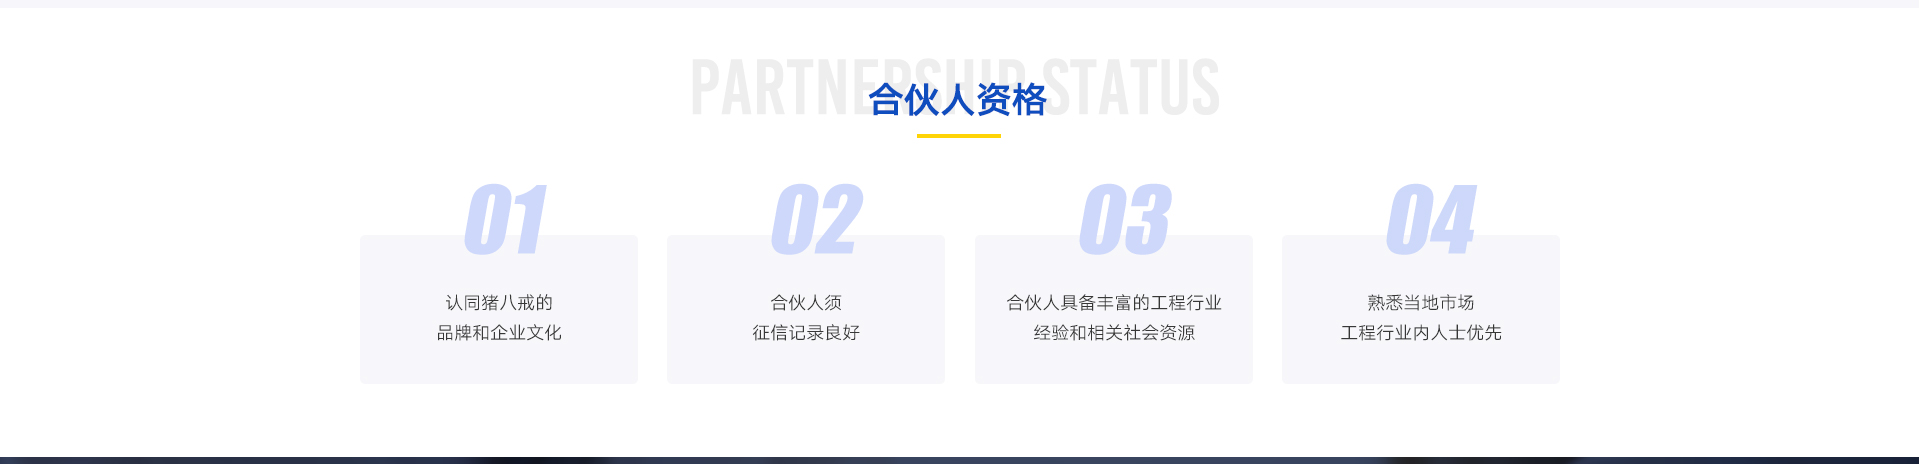 PARTNERSHIP STATUS
合伙人资格
01
认同猪八戒的
品牌和企业文化
02
合伙人须
征信记录良好
03
合伙人具备丰富的工程行业
经验和相关社会资源
04
熟悉当地市场
工程行业内人士优先